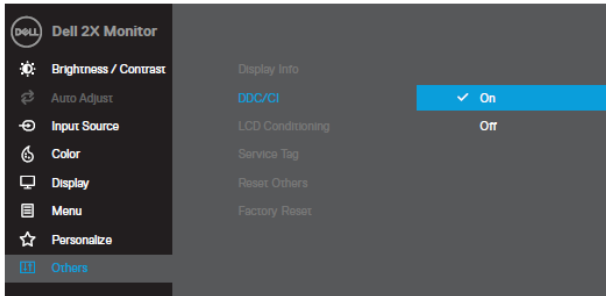 DELL Dell 2X Monitor
Brightness / Contrast
Auto Adjust
Input Source
Color
Display
Menu
Personalize
Others
Display Info
DDC/CI
LCD Conditioning
Service Tag
Reset Others
Factory Reset
On
Off